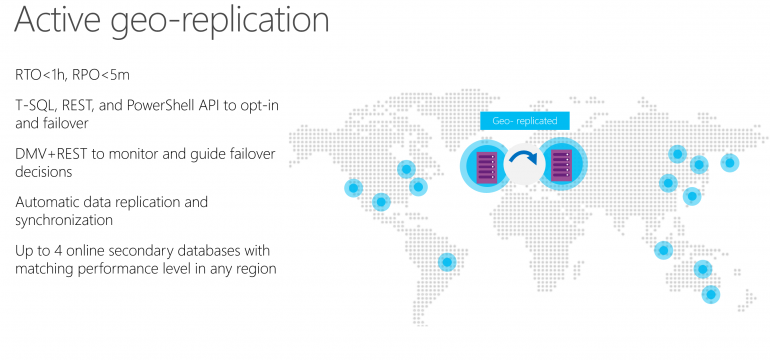 Active geo-replication
RTO<1h, RPO<5m
T-SQL, REST, and PowerShell API to opt-in
and failover
DMV+REST to monitor and guide failover
decisions
Automatic data replication and
synchronization
Up to 4 online secondary databases with
matching performance level in any region
Geo- replicated